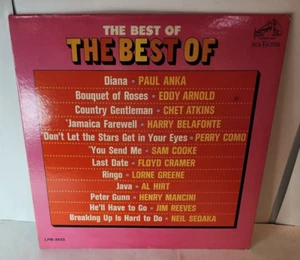 THE BEST OF
THE BEST OF
RCA VICTOR
Diana - PAUL ANKA
Bouquet of Roses - EDDY ARNOLD
Country Gentleman - CHET ATKINS
*Jamaica Farewell - HARRY BELAFONTE
Don't Let the Stars Get in Your Eyes - PERRY COMO
*You Send Me - SAM COOKE
Last Date - FLOYD CRAMER
Ringo - LORNE GREENE
Java - AL HIRT
Peter Gunn - HENRY MANCINI
He'll Have to Go - JIM REEVES
Breaking Up Is Hard to Do - NEIL SEDAKA